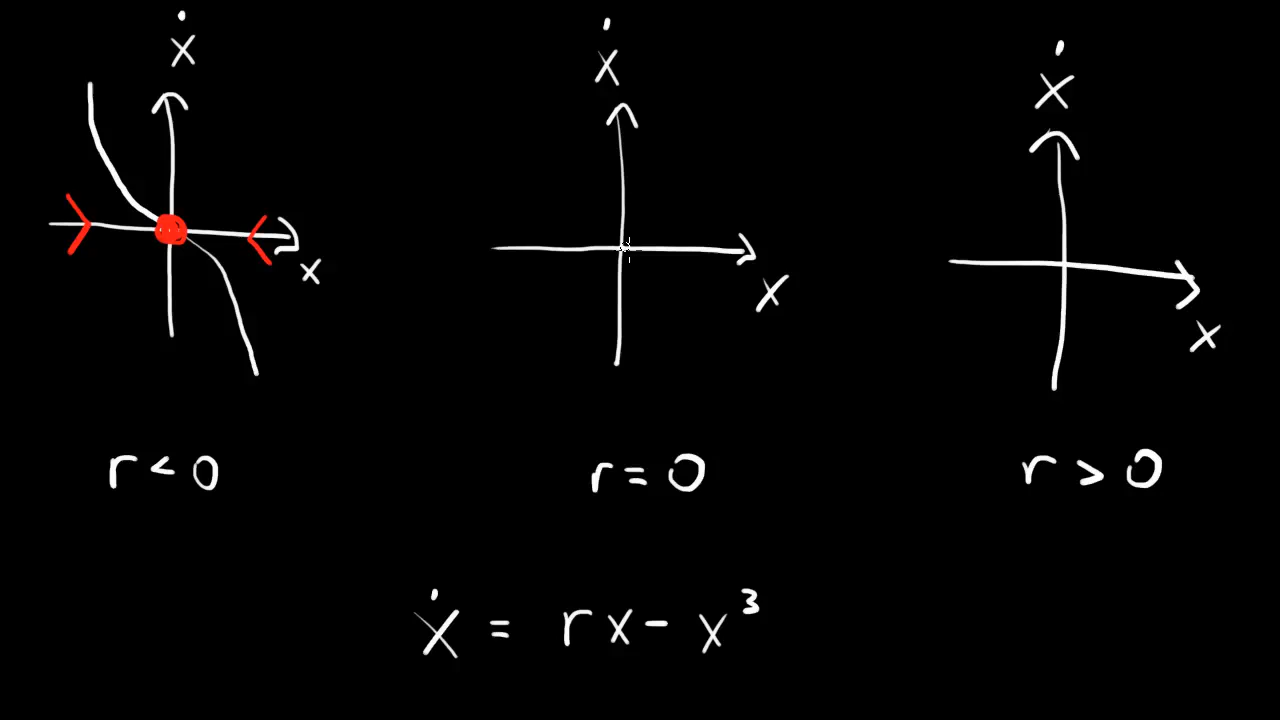 ẋ ẋ ẋ
x x x
r < 0 r = 0 r > 0
ẋ = rx - x³